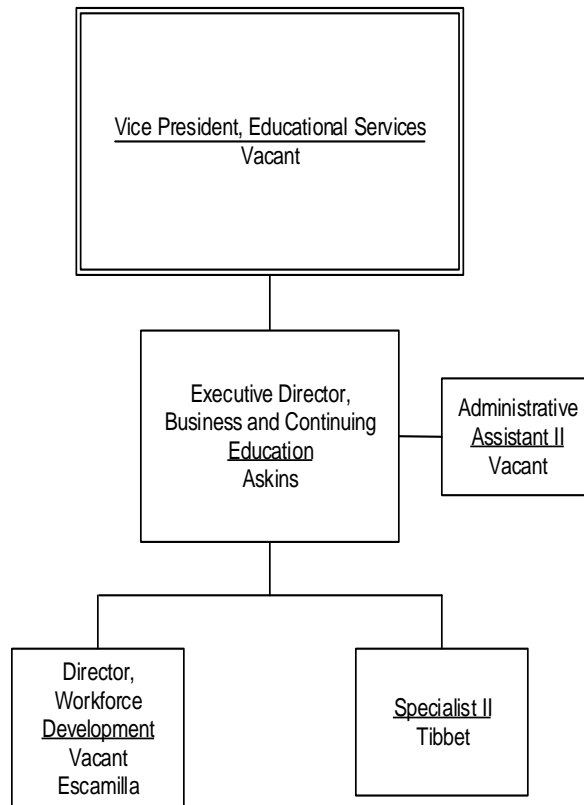 Vice President, Educational Services
Vacant
Executive Director,
Business and Continuing
Education
Askins
Administrative
Assistant II
Vacant
Director,
Workforce
Development
Vacant
Escamilla
Specialist II
Tibbet